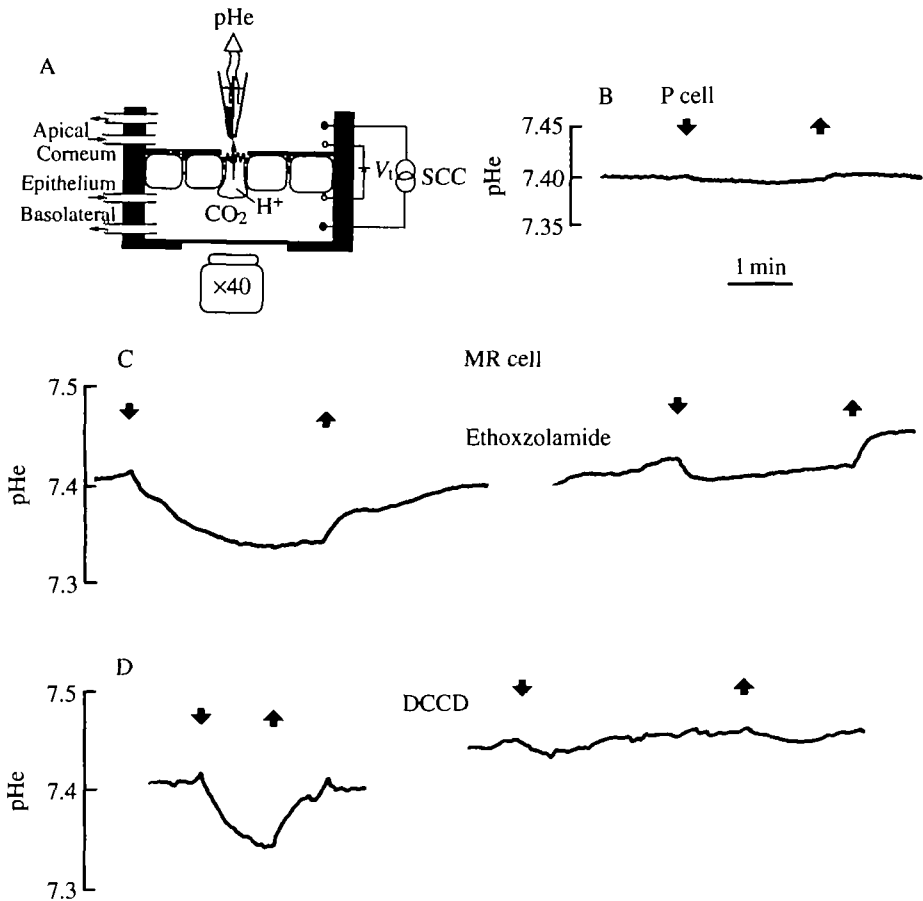 pHe
A
Apical
Corneum
Epithelium
Basolateral
CO2
H+
Vt
SCC
×40
B P cell
7.45
7.40
7.35
pHe
1 min
C MR cell
7.5
7.4
7.3
pHe
Ethoxzolamide
D
DCCD
7.5
7.4
7.3
pHe